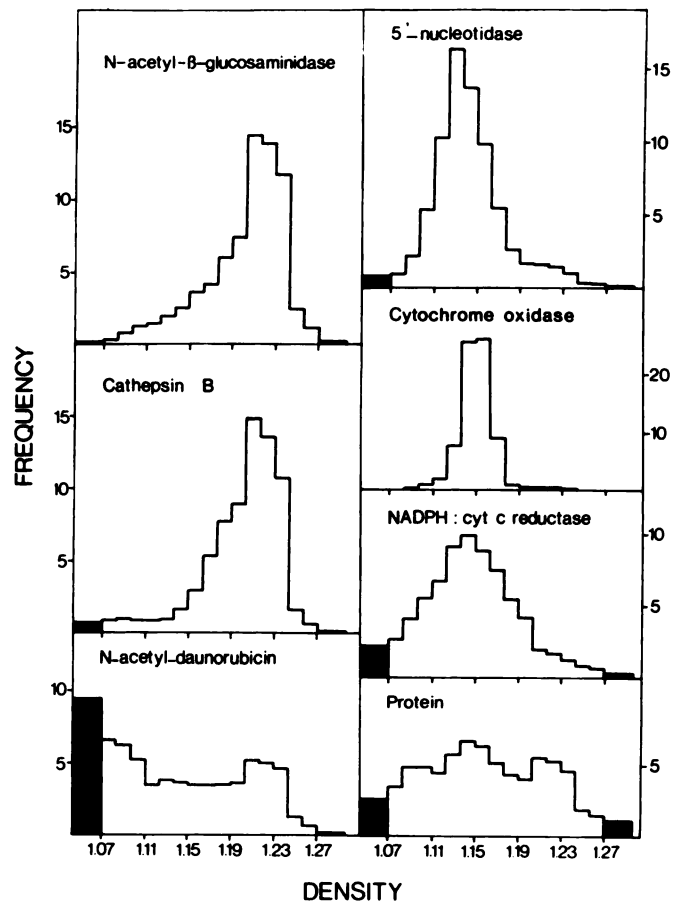 N-acetyl-ß-glucosaminidase
15
10
5
Cathepsin B
15
10
5
N-acetyl-daunorubicin
10
5
1.07 1.11 1.15 1.19 1.23 1.27
5'-nucleotidase
15
10
5
Cytochrome oxidase
20
10
NADPH : cyt c reductase
10
5
Protein
5
1.07 1.11 1.15 1.19 1.23 1.27
FREQUENCY
DENSITY